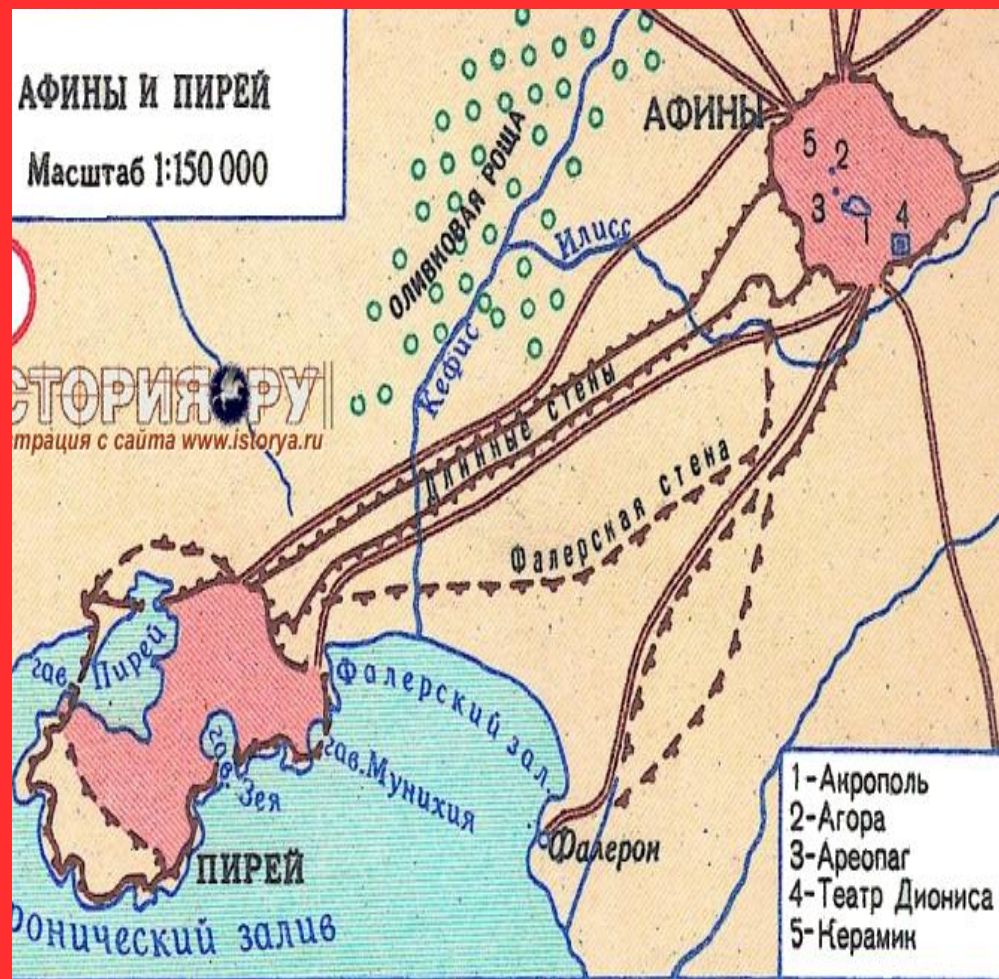 АФИНЫ И ПИРЕЙ
Масштаб 1:150 000
АФИНЫ
5 2
3
1
4
ОЛИВКОВАЯ РОЩА
Илисс
Кефис
СТОРИЯ РУ
трация с сайта www.istorya.ru
Длинные стены
Фалерская стена
гав. Пирей
Фалерский зал.
гав. Мунихия
гав. Зея
Фалерон
ПИРЕЙ
ронический залив
1-Акрополь
2-Агора
3-Ареопаг
4-Театр Диониса
5-Керамик